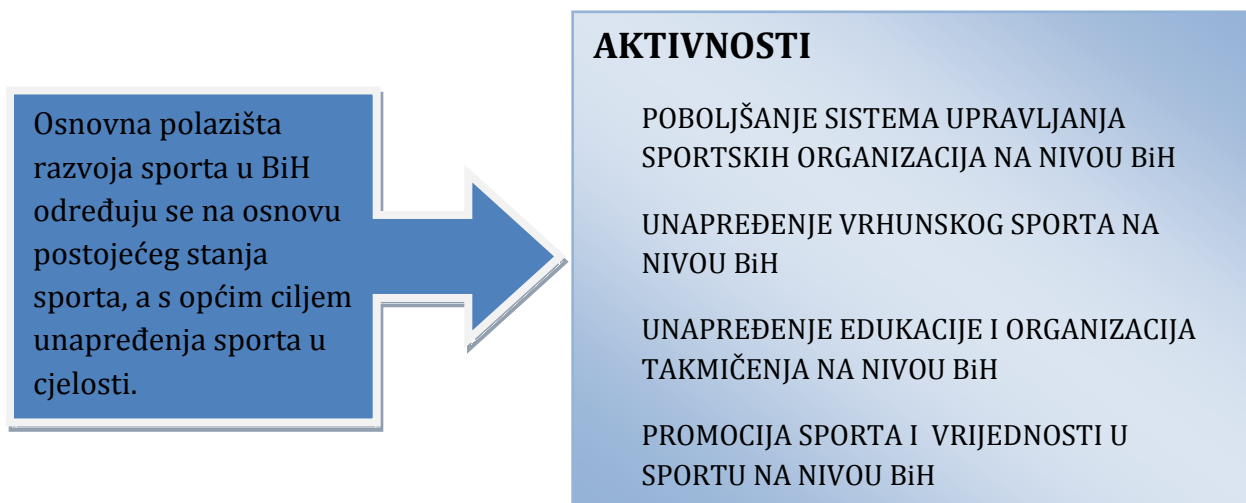 Osnovna polazišta
razvoja sporta u BiH
određuju se na osnovu
postojećeg stanja
sporta, a s općim ciljem
unapređenja sporta u
cjelosti.
AKTIVNOSTI
POBOLJŠANJE SISTEMA UPRAVLJANJA
SPORTSKIH ORGANIZACIJA NA NIVOU BiH
UNAPREĐENJE VRHUNSKOG SPORTA NA
NIVOU BiH
UNAPREĐENJE EDUKACIJE I ORGANIZACIJA
TAKMIČENJA NA NIVOU BiH
PROMOCIJA SPORTA I VRIJEDNOSTI U
SPORTU NA NIVOU BiH